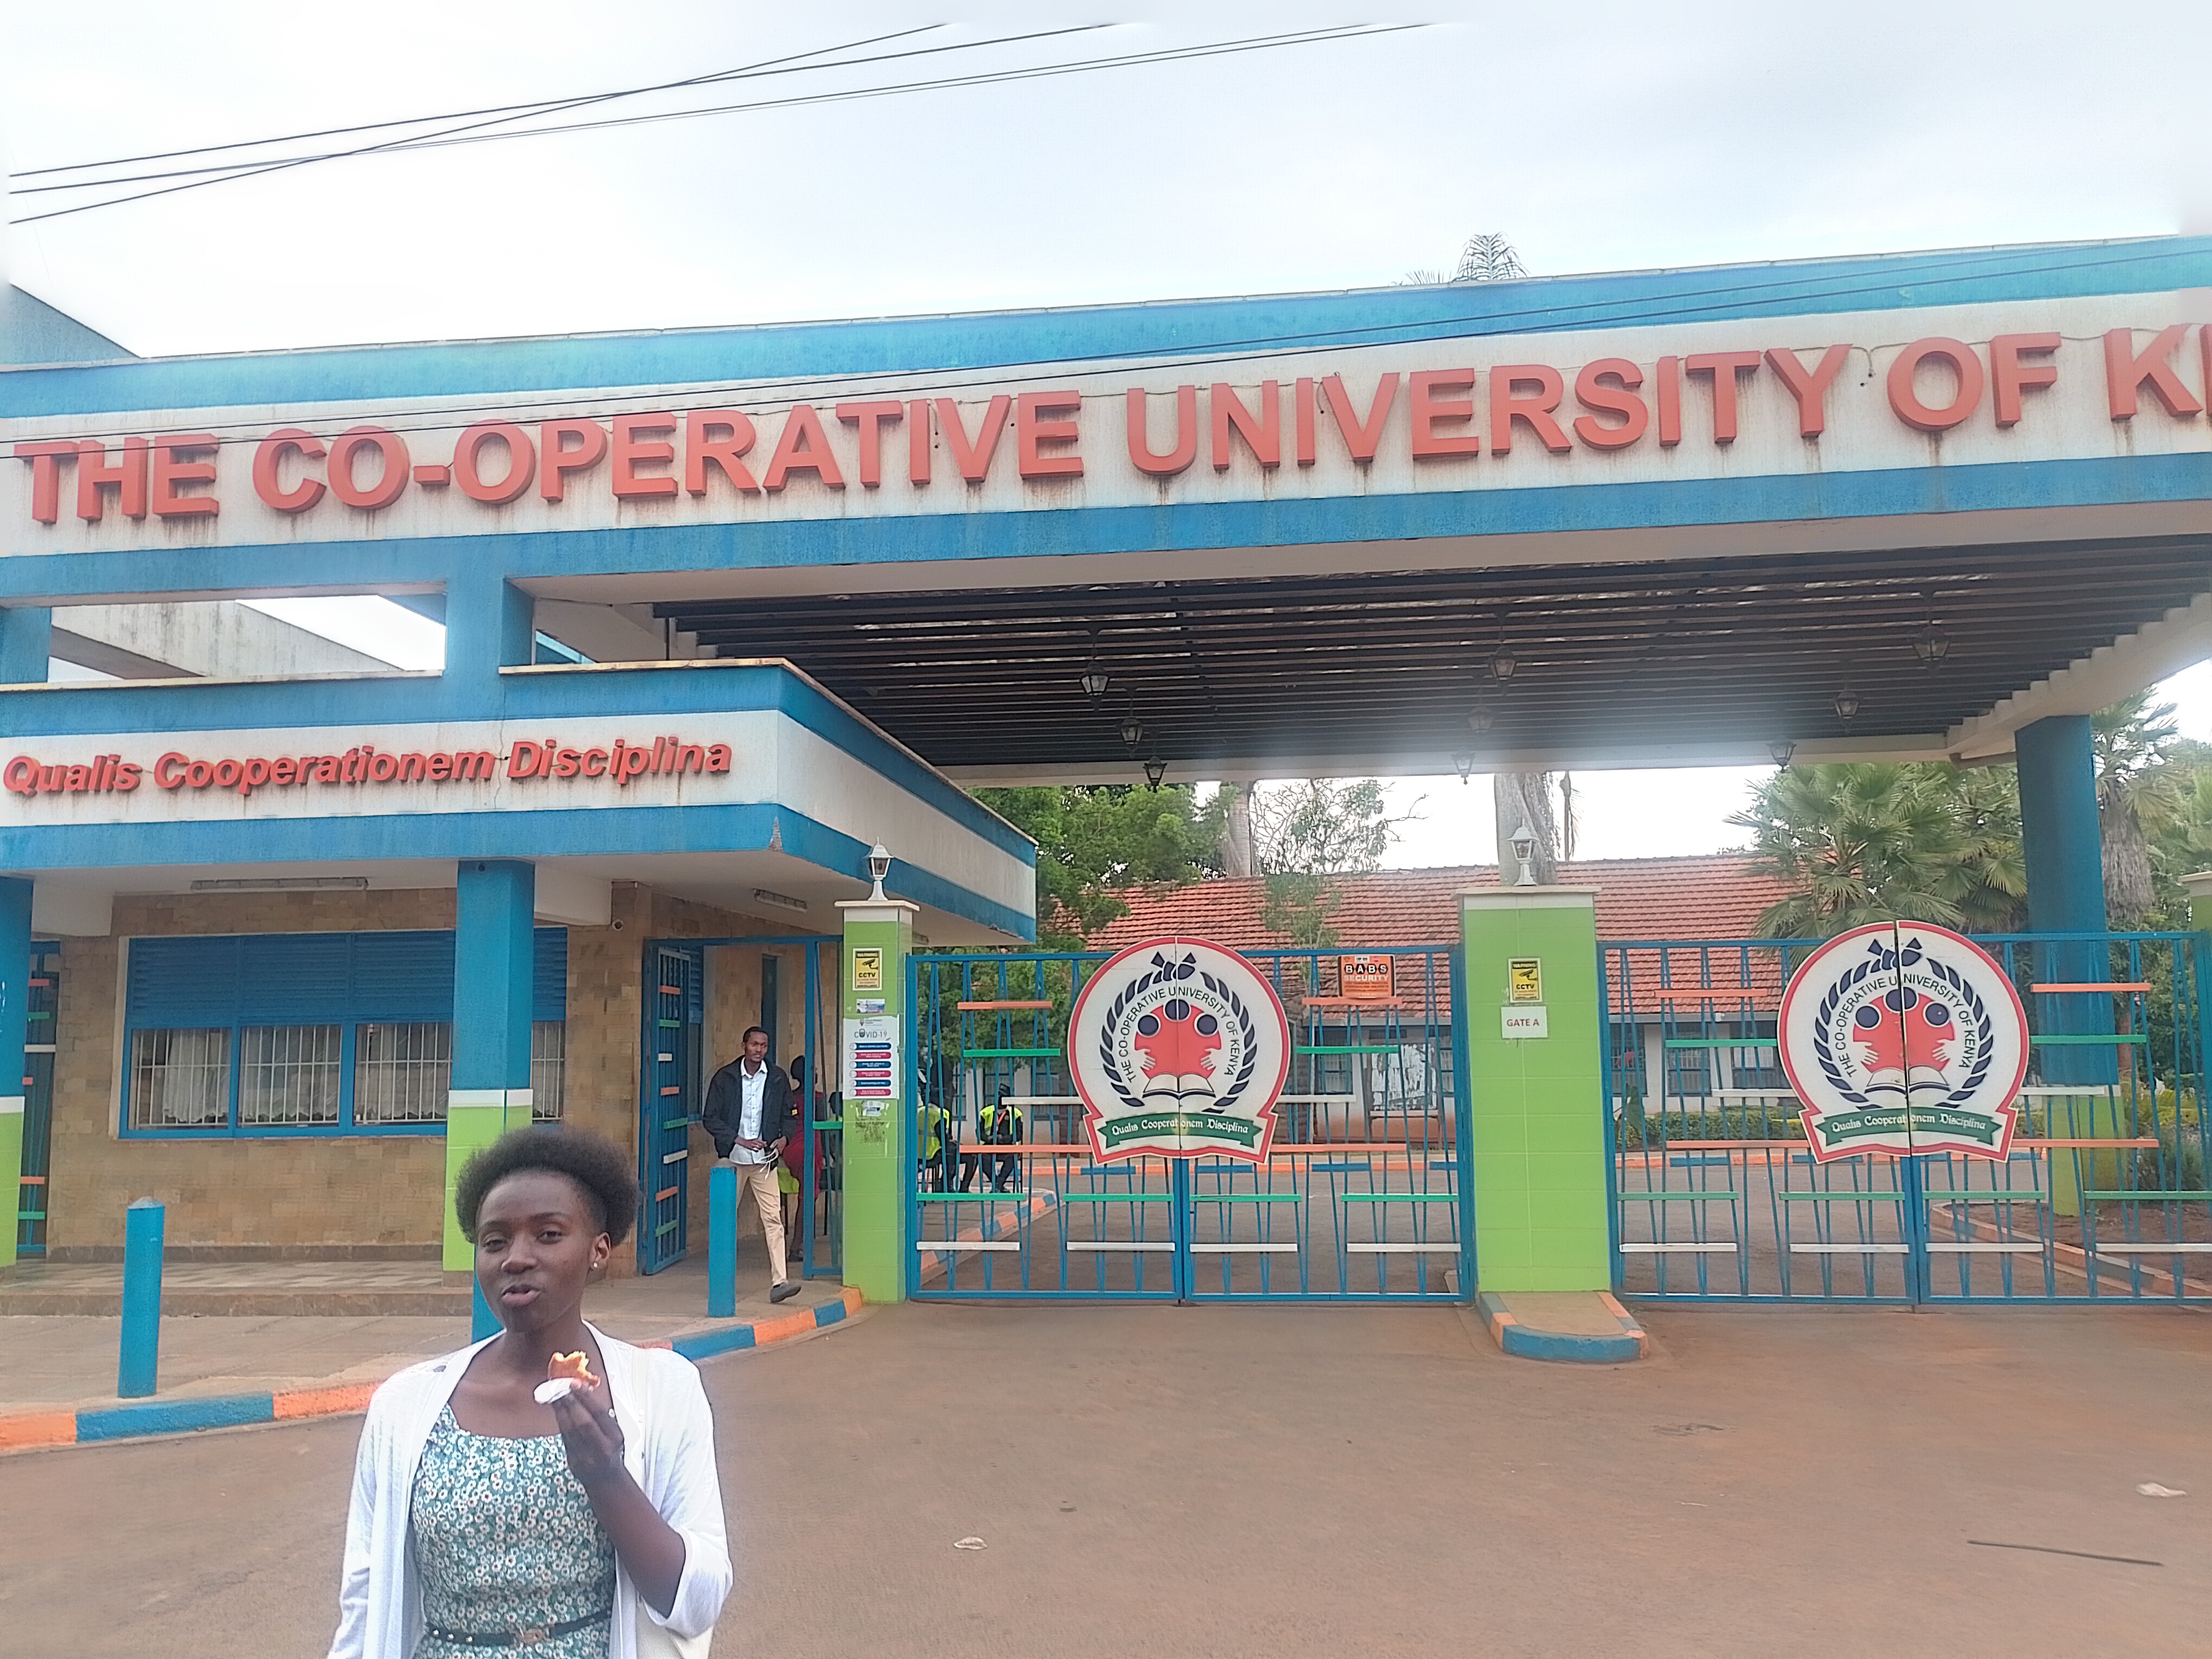 THE CO-OPERATIVE UNIVERSITY OF
Qualis Cooperationem Disciplina
CCTV
COVID-19
BABS
SECURITY
CCTV
GATE A
THE CO-OPERATIVE UNIVERSITY OF KENYA
Qualis Cooperationem Disciplina
THE CO-OPERATIVE UNIVERSITY OF KENYA
Qualis Cooperationem Disciplina